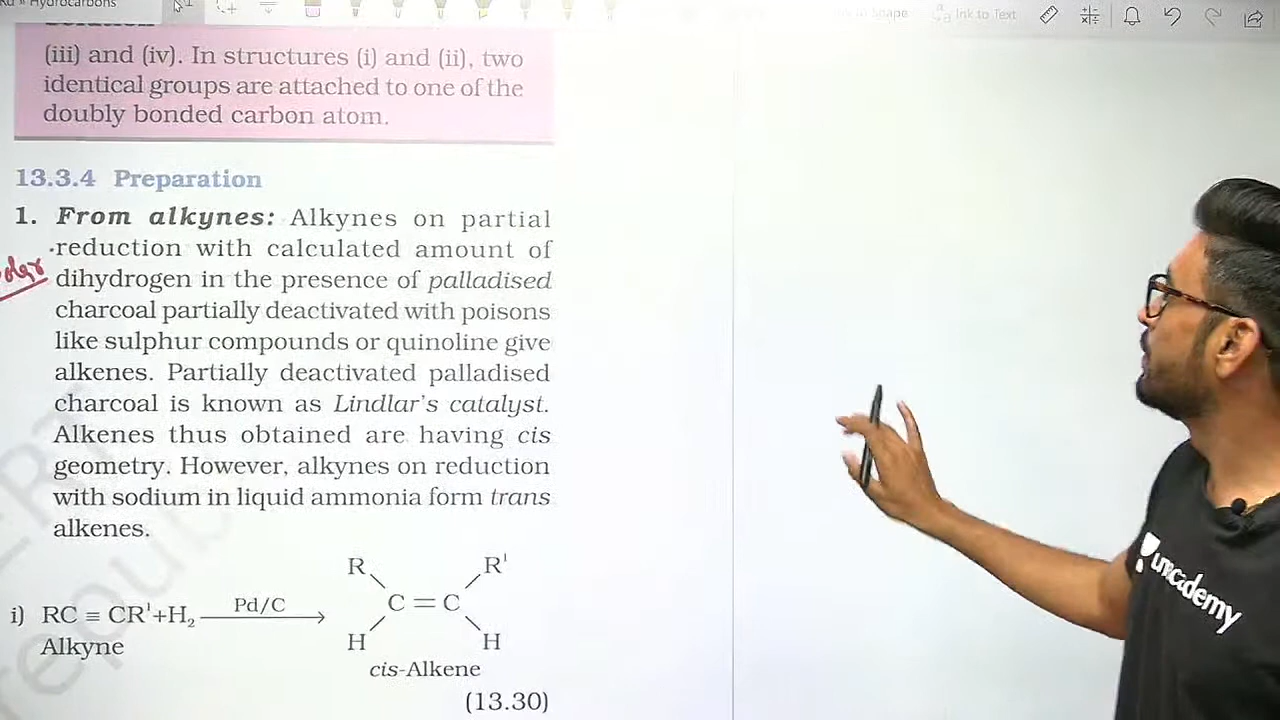 Hydrocarbons
Ink to Text
Solution
(iii) and (iv). In structures (i) and (ii), two
identical groups are attached to one of the
doubly bonded carbon atom.
13.3.4 Preparation
1. From alkynes: Alkynes on partial
reduction with calculated amount of
dihydrogen in the presence of palladised
charcoal partially deactivated with poisons
like sulphur compounds or quinoline give
alkenes. Partially deactivated palladised
charcoal is known as Lindlar's catalyst.
Alkenes thus obtained are having cis
geometry. However, alkynes on reduction
with sodium in liquid ammonia form trans
alkenes.
R R'
i) RC ≡ CR'+H₂ Pd/C C=C
H H
Alkyne
cis-Alkene
(13.30)
unacademy